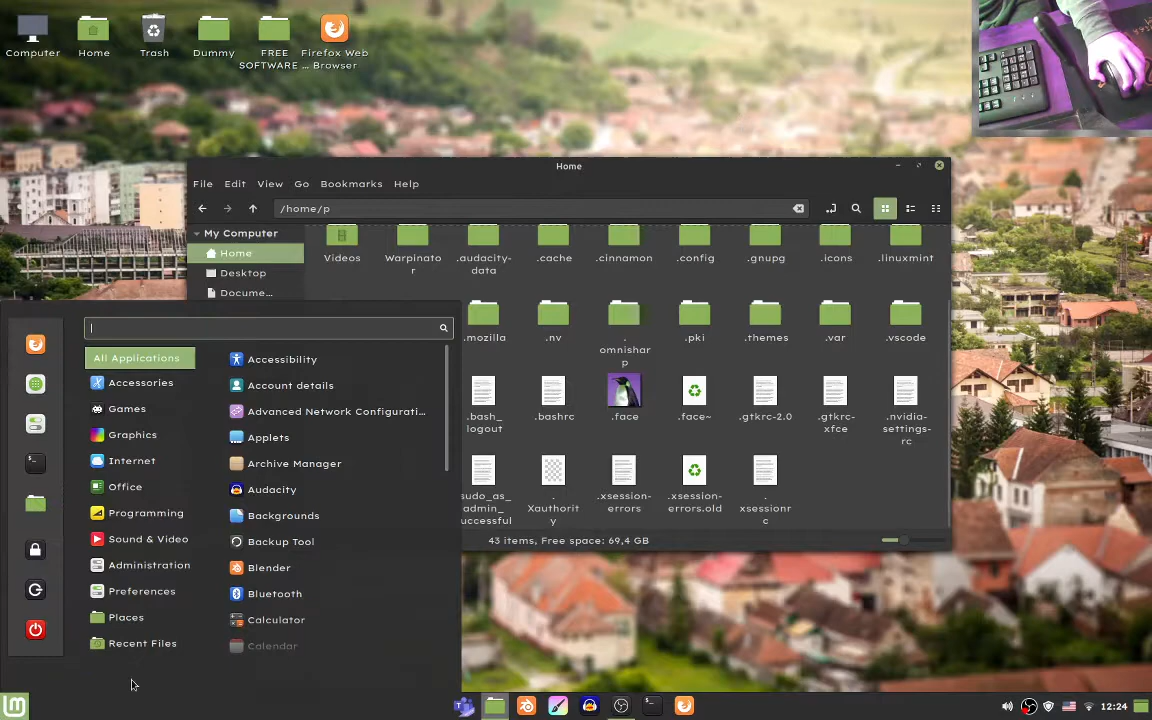 Computer
Home
Trash
Dummy
FREE
SOFTWARE ...
Firefox Web
Browser
Home
File Edit View Go Bookmarks Help
/home/p
My Computer
Home
Desktop
Docume...
Videos
Warpinato
r
.audacity-
data
.cache
.cinnamon
.config
.gnupg
.icons
.linuxmint
.mozilla
.nv
.
omnishar
p
.pki
.themes
.var
.vscode
.bash_
logout
.bashrc
.face
.face~
.gtkrc-2.0
.gtkrc-
xfce
.nvidia-
settings-
rc
sudo_as_
admin_
uccessful
.
Xauthorit
y
.xsession-
errors
.xsession-
errors.old
.
xsessionr
c
43 items, Free space: 69,4 GB
All Applications
Accessories
Games
Graphics
Internet
Office
Programming
Sound & Video
Administration
Preferences
Places
Recent Files
Accessibility
Account details
Advanced Network Configurati...
Applets
Archive Manager
Audacity
Backgrounds
Backup Tool
Blender
Bluetooth
Calculator
Calendar
12:24